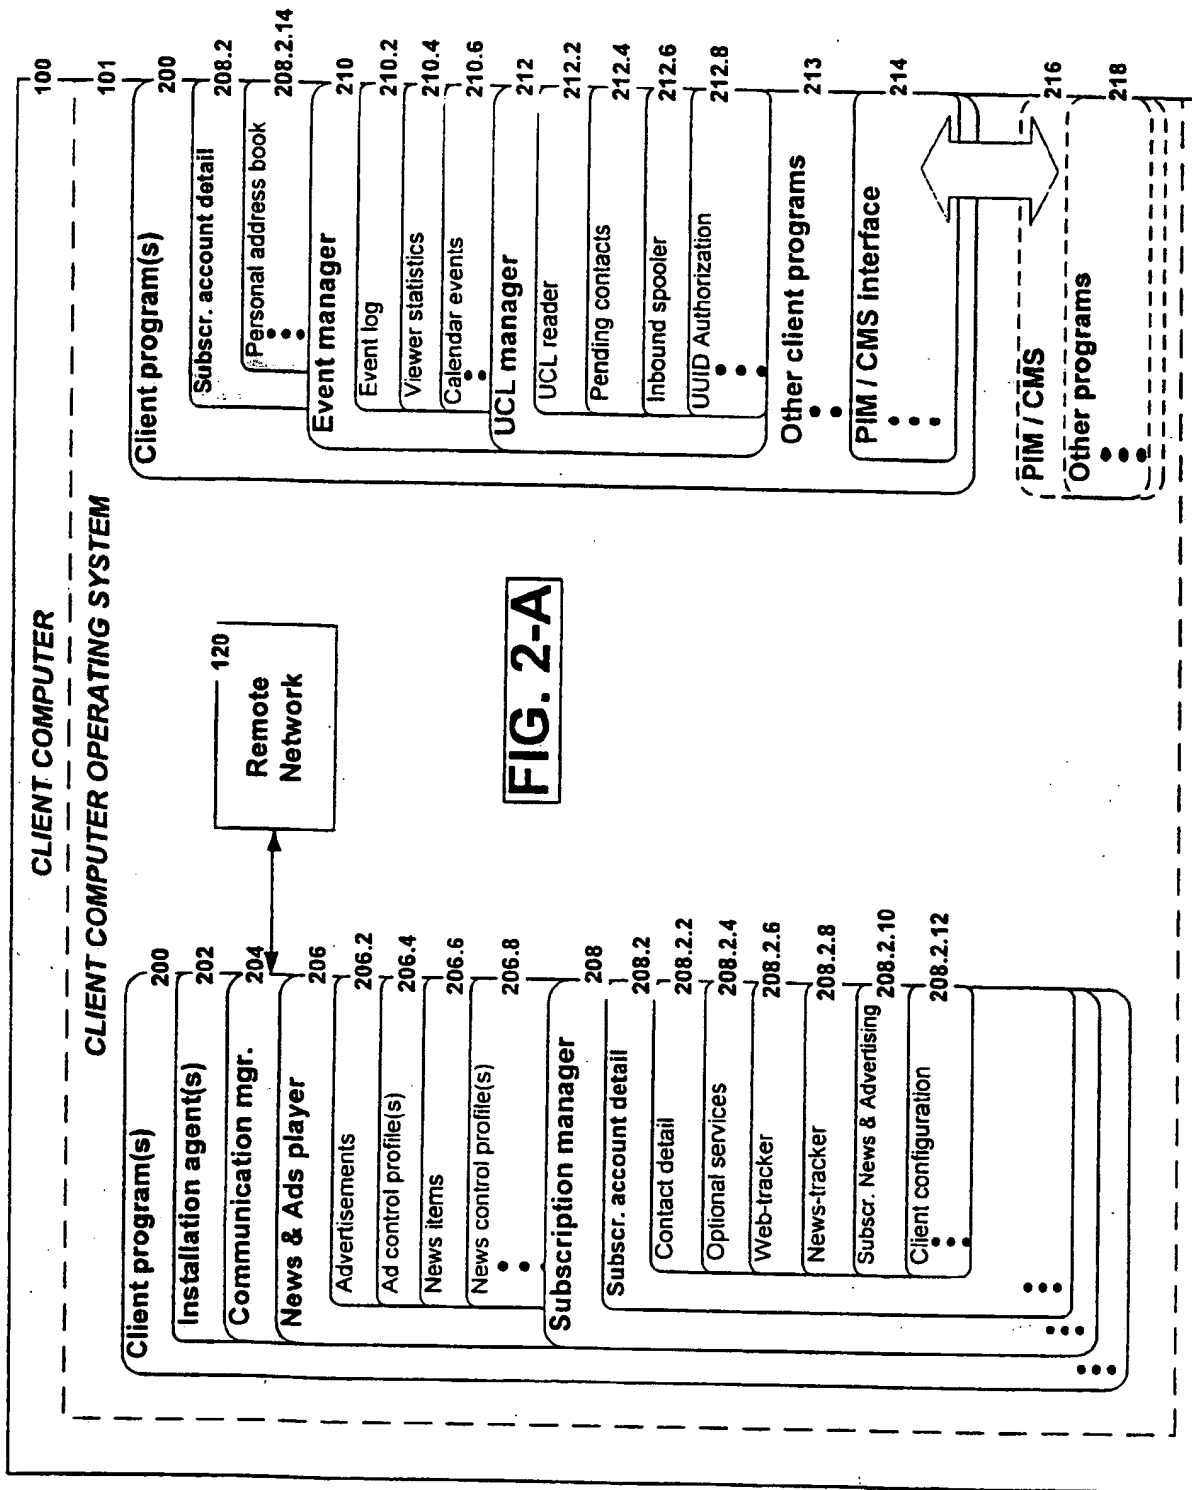 CLIENT COMPUTER
100
CLIENT COMPUTER OPERATING SYSTEM
101
Client program(s)
200
Installation agent(s)
202
Communication mgr.
204
News & Ads player
206
Advertisements
206.2
Ad control profile(s)
206.4
News items
206.6
News control profile(s)
206.8
Subscription manager
208
Subscr. account detail
208.2
Contact detail
208.2.2
Optional services
208.2.4
Web-tracker
208.2.6
News-tracker
208.2.8
Subscr. News & Advertising
208.2.10
Client configuration
208.2.12
120
Remote
Network
FIG. 2-A
Client program(s)
200
Subscr. account detail
208.2
Personal address book
208.2.14
Event manager
210
Event log
210.2
Viewer statistics
210.4
Calendar events
210.6
UCL manager
212
UCL reader
212.2
Pending contacts
212.4
Inbound spooler
212.6
UUID Authorization
212.8
Other client programs
213
PIM / CMS interface
214
PIM / CMS
216
Other programs
218